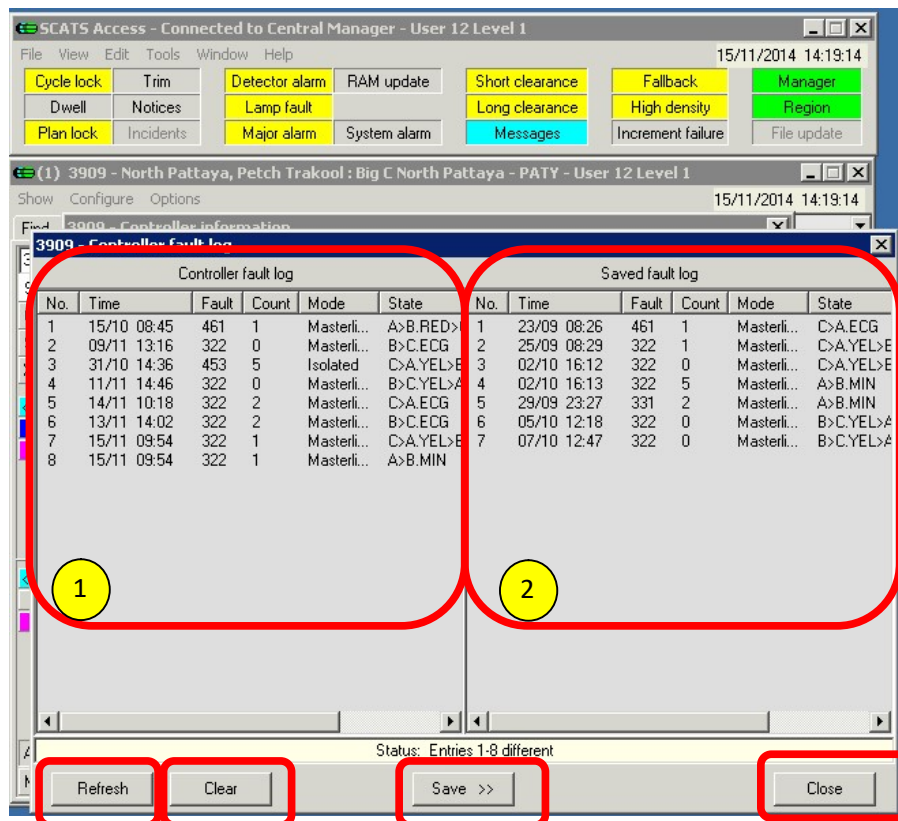 SCATS Access - Connected to Central Manager - User 12 Level 1
File View Edit Tools Window Help 15/11/2014 14:19:14
Cycle lock Trim Detector alarm RAM update Short clearance Fallback Manager
Dwell Notices Lamp fault Long clearance High density Region
Plan lock Incidents Major alarm System alarm Messages Increment failure File update
(1) 3909 - North Pattaya, Petch Trakool : Big C North Pattaya - PATY - User 12 Level 1
Show Configure Options 15/11/2014 14:19:14
Find 3909 - Controller information
3909 - Controller fault log
Controller fault log Saved fault log
No. Time Fault Count Mode State No. Time Fault Count Mode State
1 15/10 08:45 461 1 Masterli... A>B.RED> 1 23/09 08:26 461 1 Masterli... C>A.ECG
2 09/11 13:16 322 0 Masterli... B>C.ECG 2 25/09 08:29 322 1 Masterli... C>A.YEL>E
3 31/10 14:36 453 5 Isolated C>A.YEL>E 3 02/10 16:12 322 0 Masterli... C>A.YEL>E
4 11/11 14:46 322 0 Masterli... B>C.YEL>A 4 02/10 16:13 322 5 Masterli... A>B.MIN
5 14/11 10:18 322 2 Masterli... C>A.ECG 5 29/09 23:27 331 2 Masterli... A>B.MIN
6 13/11 14:02 322 2 Masterli... B>C.ECG 6 05/10 12:18 322 0 Masterli... B>C.YEL>A
7 15/11 09:54 322 1 Masterli... C>A.YEL>E 7 07/10 12:47 322 0 Masterli... B>C.YEL>A
8 15/11 09:54 322 1 Masterli... A>B.MIN
1 2
Status: Entries 1-8 different
Refresh Clear Save >> Close